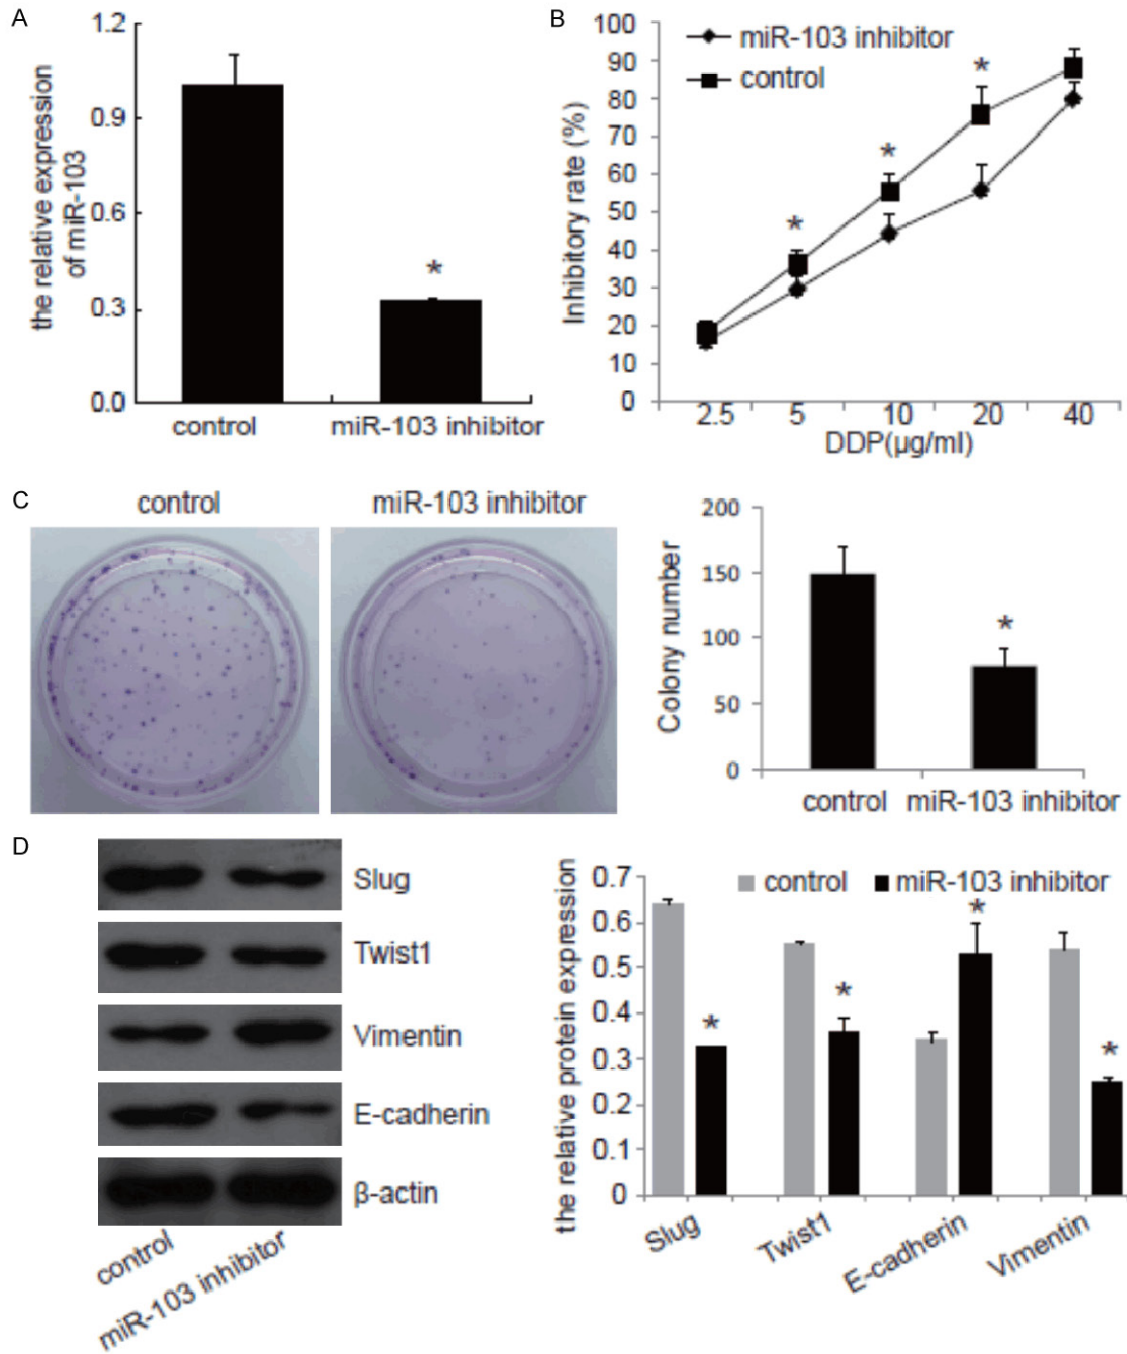 A
1.2
0.9
0.6
0.3
0.0
the relative expression
of miR-103
*
control
miR-103 inhibitor
B
100
90
80
70
60
50
40
30
20
10
0
Inhibitory rate (%)
miR-103 inhibitor
control
*
*
*
2.5
5
10
20
40
DDP(μg/ml)
C
control
miR-103 inhibitor
200
150
100
50
0
Colony number
*
control
miR-103 inhibitor
D
Slug
Twist1
Vimentin
E-cadherin
β-actin
control
miR-103 inhibitor
0.7
0.6
0.5
0.4
0.3
0.2
0.1
0
the relative protein expression
control
miR-103 inhibitor
*
*
*
*
Slug
Twist1
E-cadherin
Vimentin